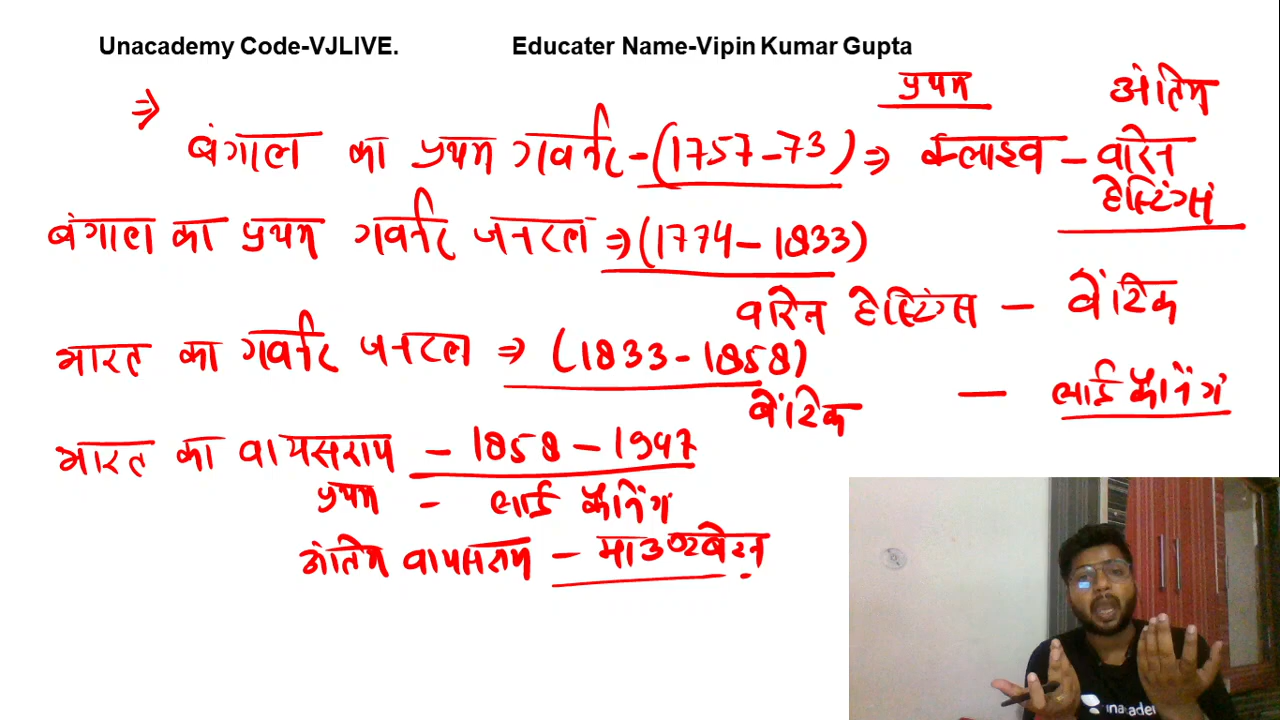 Unacademy Code-VJLIVE. Educater Name-Vipin Kumar Gupta
प्रथम अंतिम
⇒ बंगाल का प्रथम गवर्नर - (1757-73) ⇒ क्लाइव - वारेन हेस्टिंग्स
बंगाल का प्रथम गवर्नर जनरल ⇒ (1774-1833)
वारेन हेस्टिंग्स - बेंटिक
भारत का गवर्नर जनरल ⇒ (1833-1858)
बेंटिक - लार्ड कैनिंग
भारत का वायसराय - 1858-1947
प्रथम - लार्ड कैनिंग
अंतिम वायसराय - माउण्टबेटन
unacademy